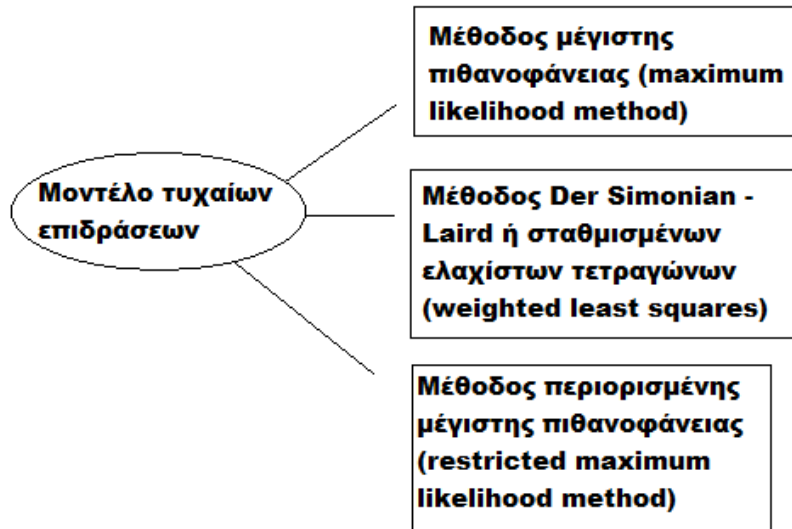 Μέθοδος μέγιστης
πιθανοφάνειας (maximum
likelihood method)
Μοντέλο τυχαίων
επιδράσεων
Μέθοδος Der Simonian -
Laird ή σταθμισμένων
ελαχίστων τετραγώνων
(weighted least squares)
Μέθοδος περιορισμένης
μέγιστης πιθανοφάνειας
(restricted maximum
likelihood method)